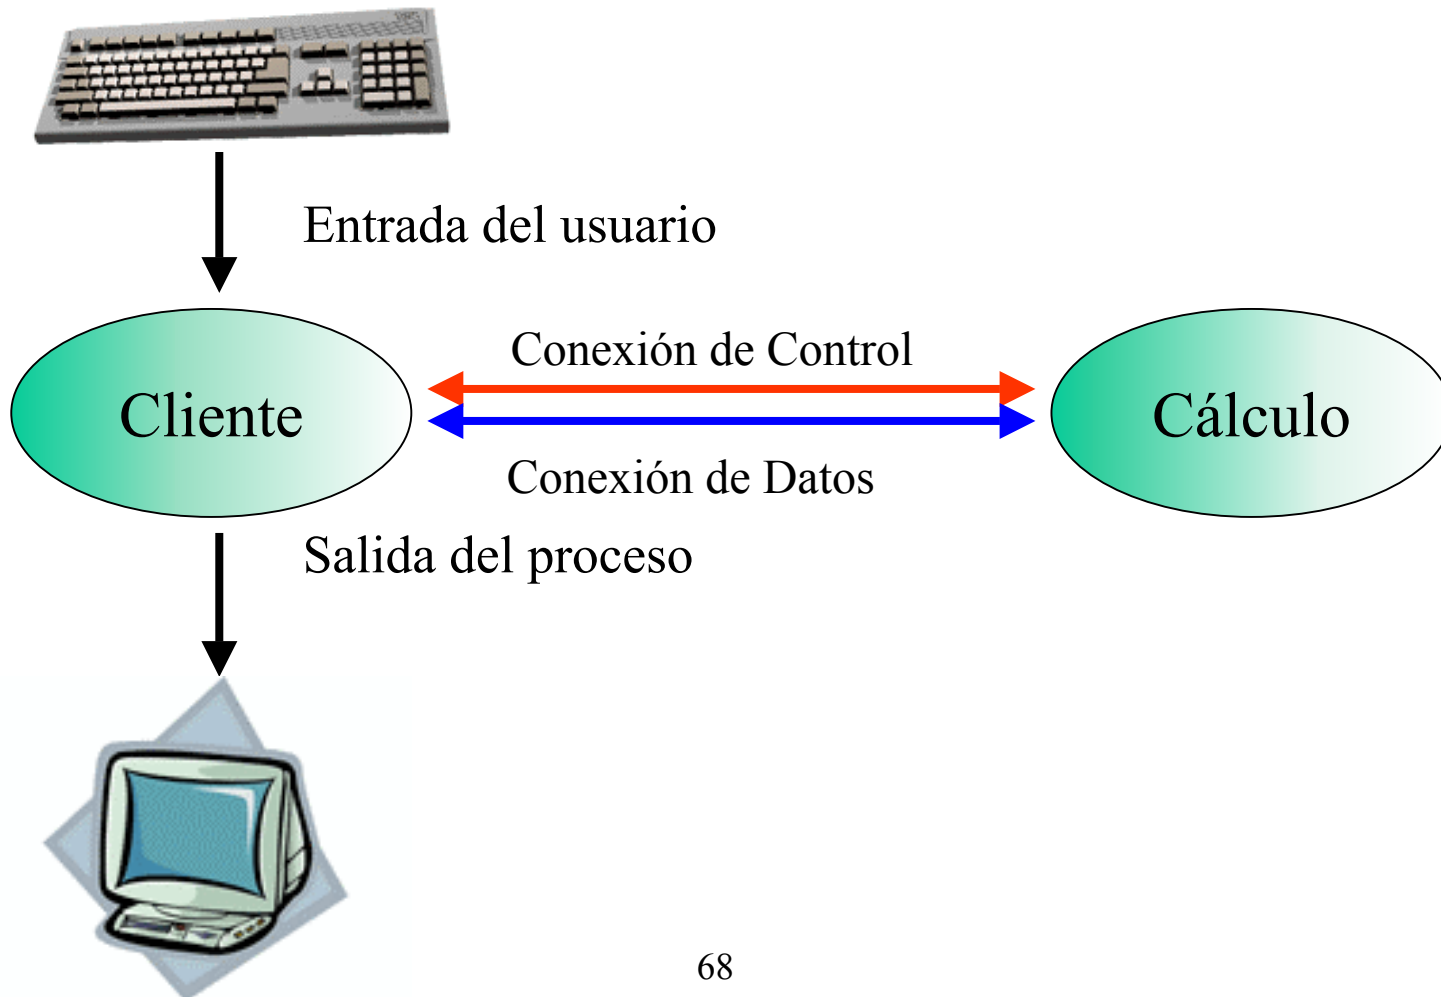 Entrada del usuario
Conexión de Control
Cliente
Cálculo
Conexión de Datos
Salida del proceso
68